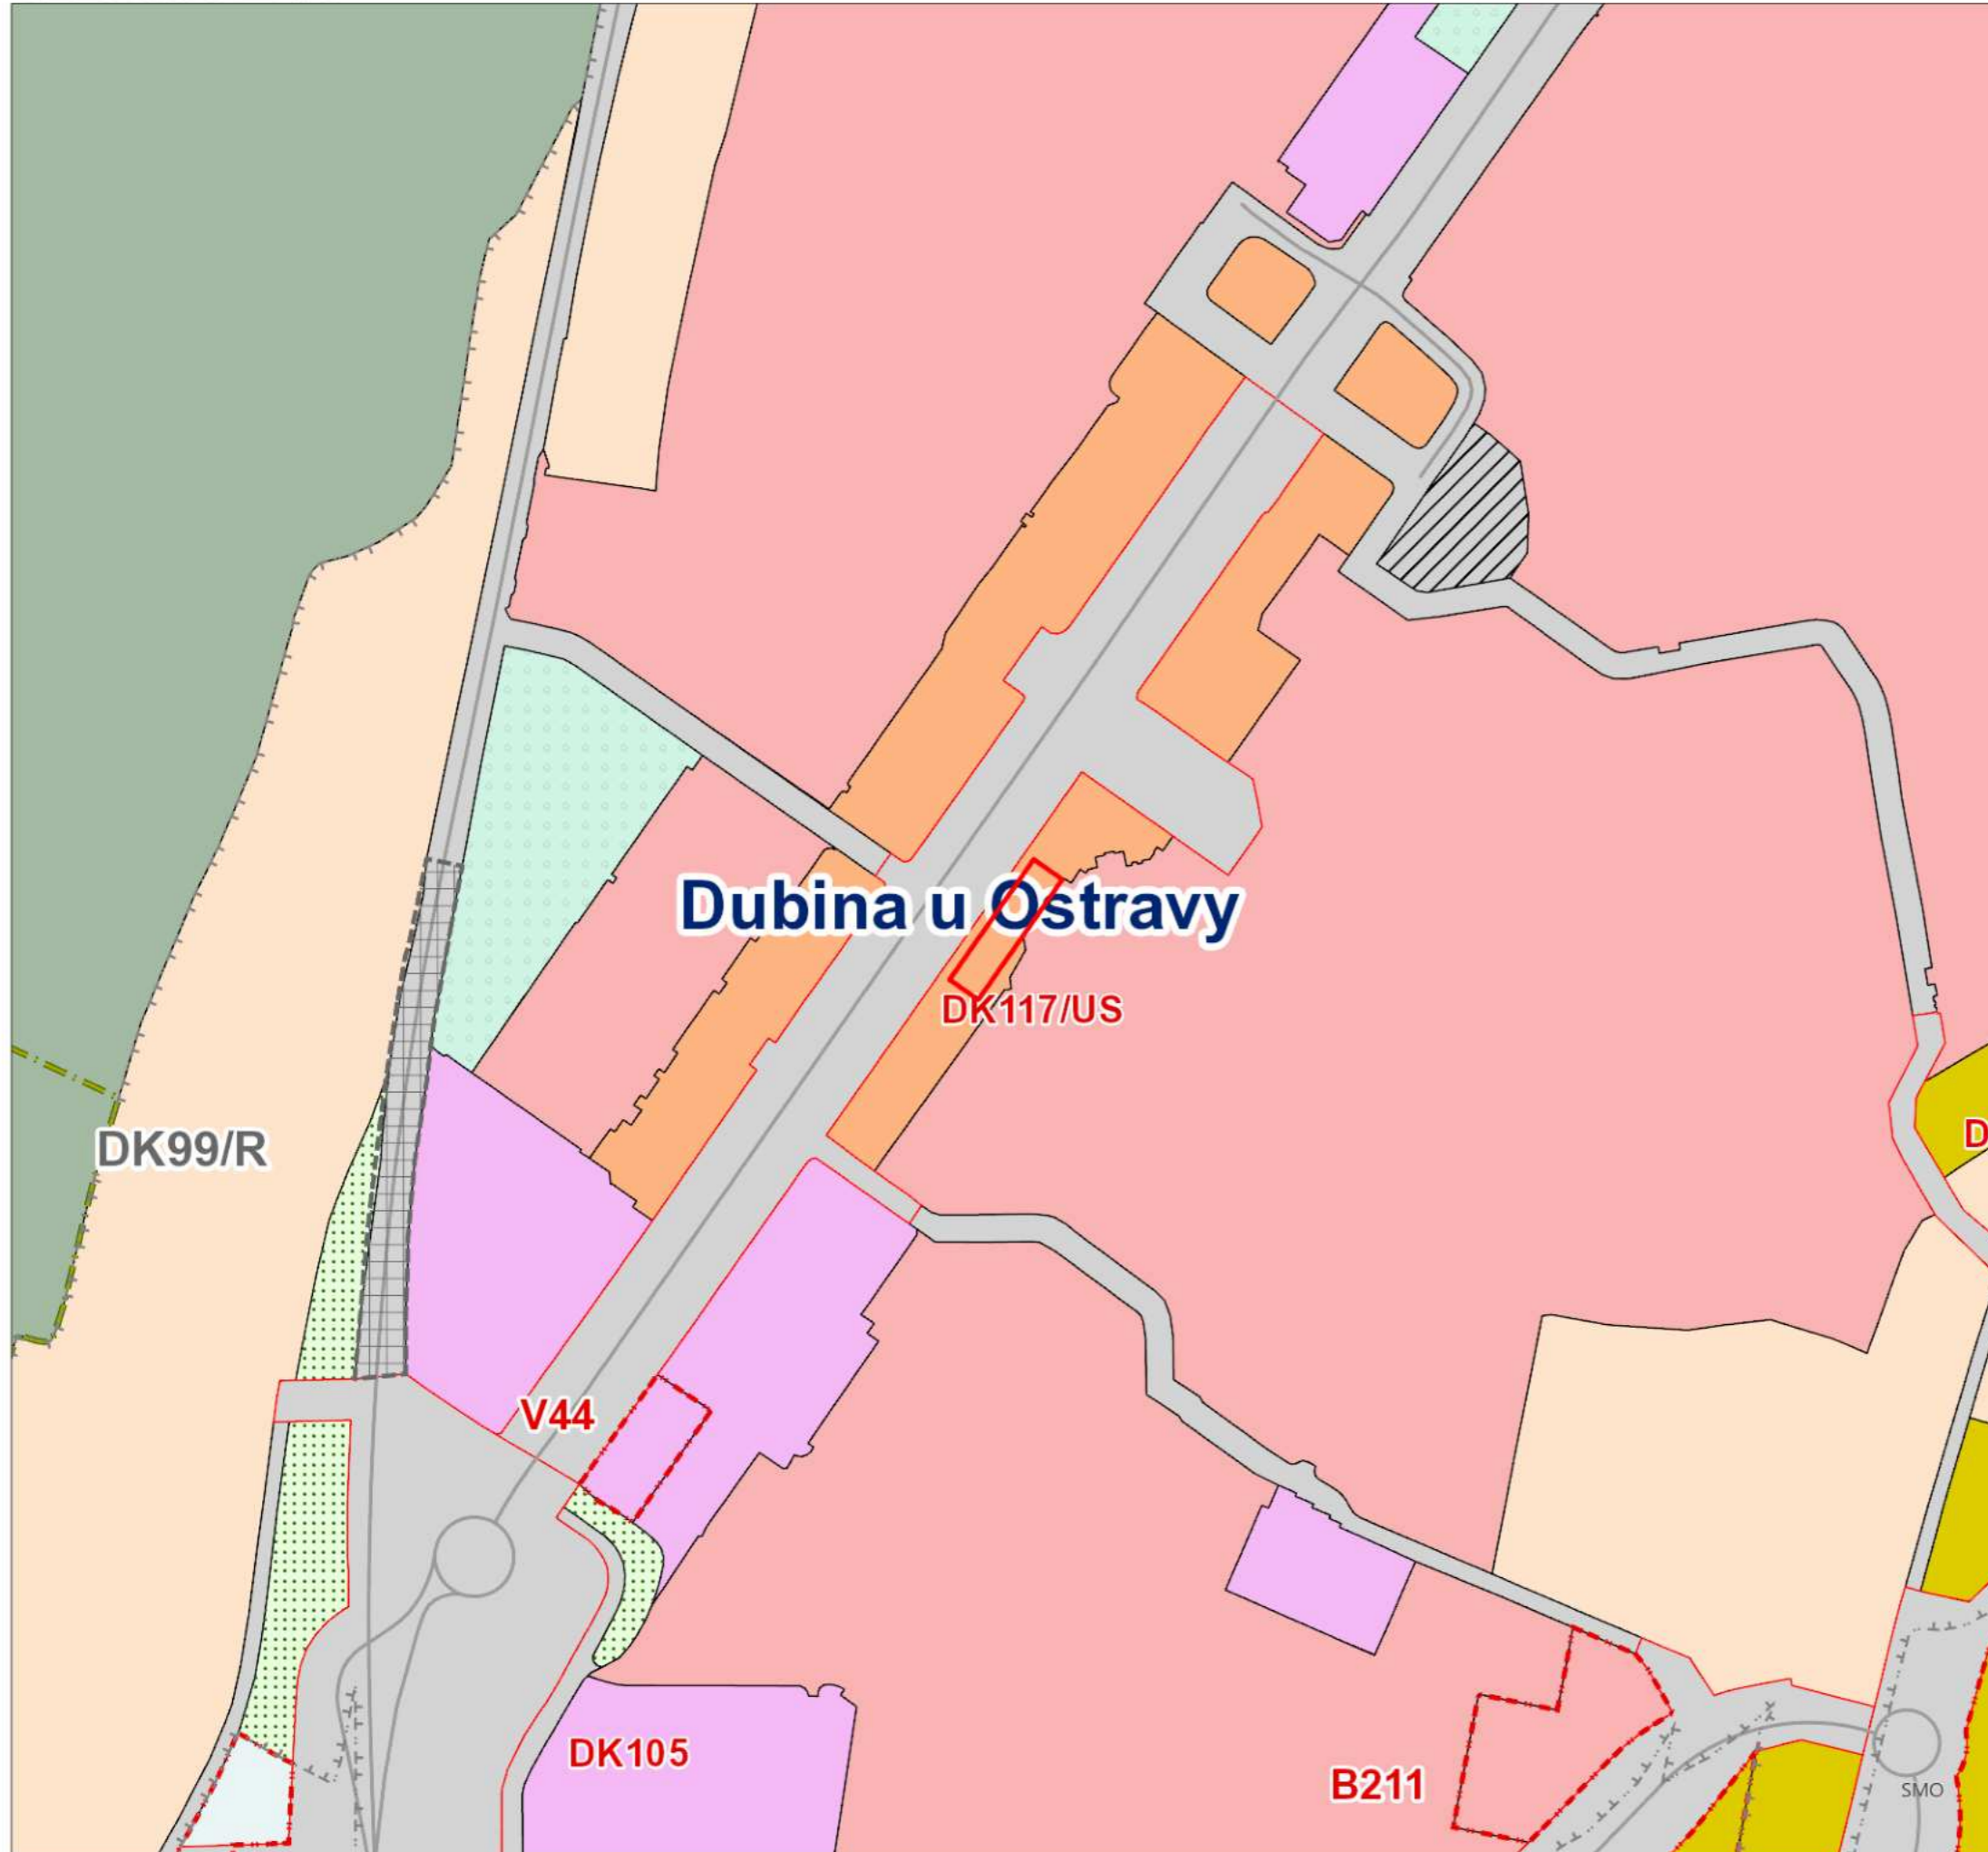 Dubina u Ostravy
DK117/US
DK99/R
V44
DK105
B211
SMO
D